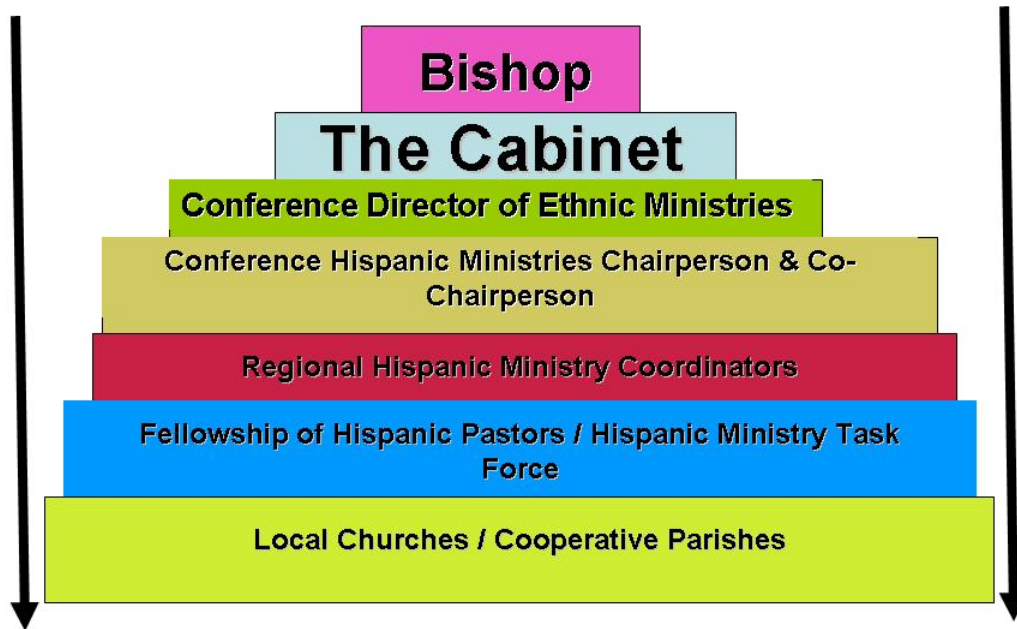 Bishop
The Cabinet
Conference Director of Ethnic Ministries
Conference Hispanic Ministries Chairperson & Co-
Chairperson
Regional Hispanic Ministry Coordinators
Fellowship of Hispanic Pastors / Hispanic Ministry Task
Force
Local Churches / Cooperative Parishes